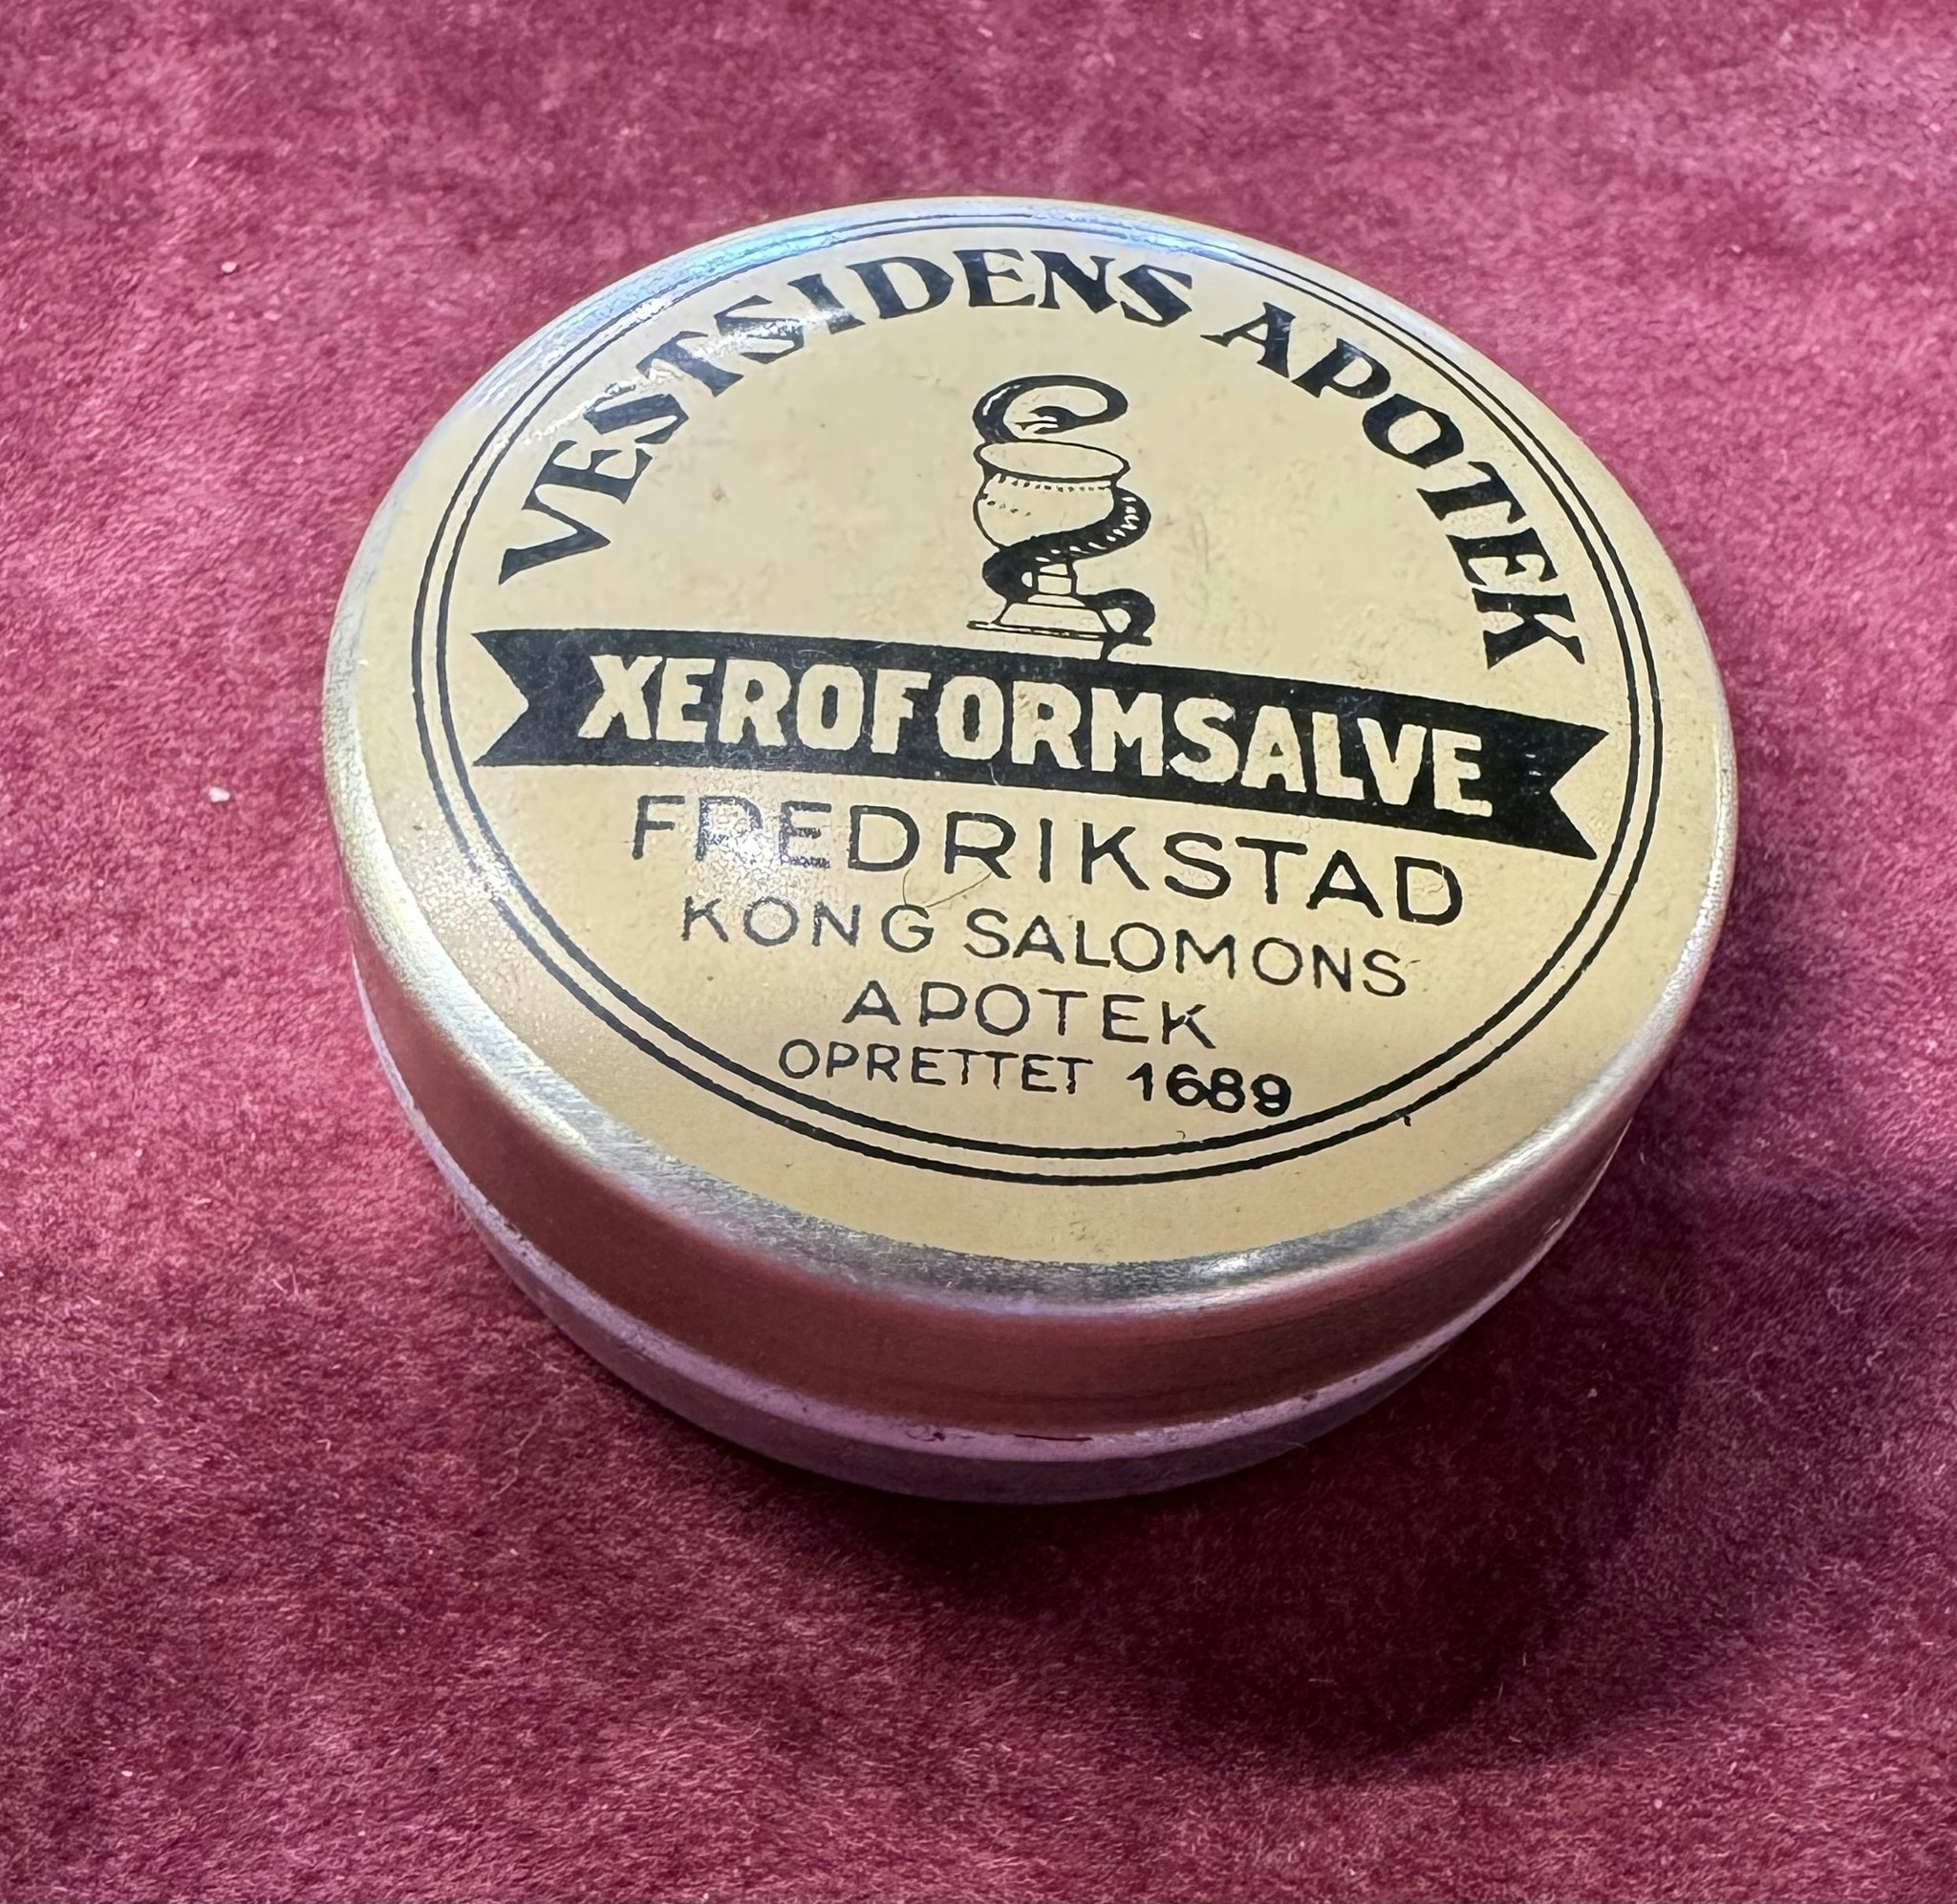 VESTSIDENS APOTEK
XEROFORMSALVE
FREDRIKSTAD
KONG SALOMONS
APOTEK
OPRETTET 1689